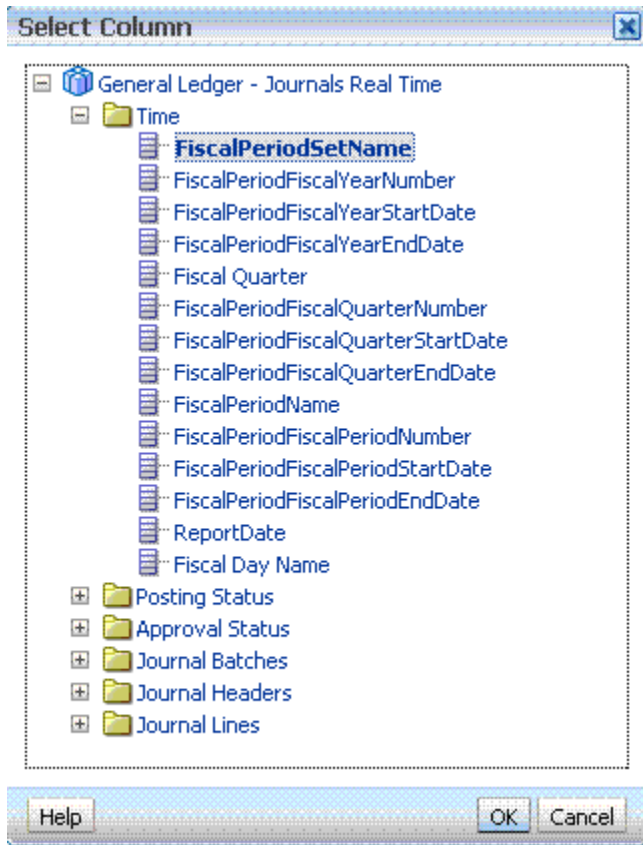 Select Column
General Ledger - Journals Real Time
Time
FiscalPeriodSetName
FiscalPeriodFiscalYearNumber
FiscalPeriodFiscalYearStartDate
FiscalPeriodFiscalYearEndDate
Fiscal Quarter
FiscalPeriodFiscalQuarterNumber
FiscalPeriodFiscalQuarterStartDate
FiscalPeriodFiscalQuarterEndDate
FiscalPeriodName
FiscalPeriodFiscalPeriodNumber
FiscalPeriodFiscalPeriodStartDate
FiscalPeriodFiscalPeriodEndDate
ReportDate
Fiscal Day Name
Posting Status
Approval Status
Journal Batches
Journal Headers
Journal Lines
Help OK Cancel